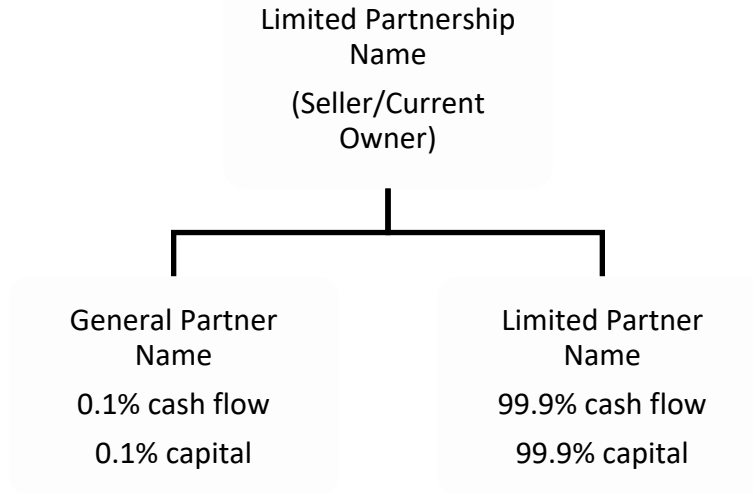 Limited Partnership
Name
(Seller/Current
Owner)
General Partner
Name
0.1% cash flow
0.1% capital
Limited Partner
Name
99.9% cash flow
99.9% capital